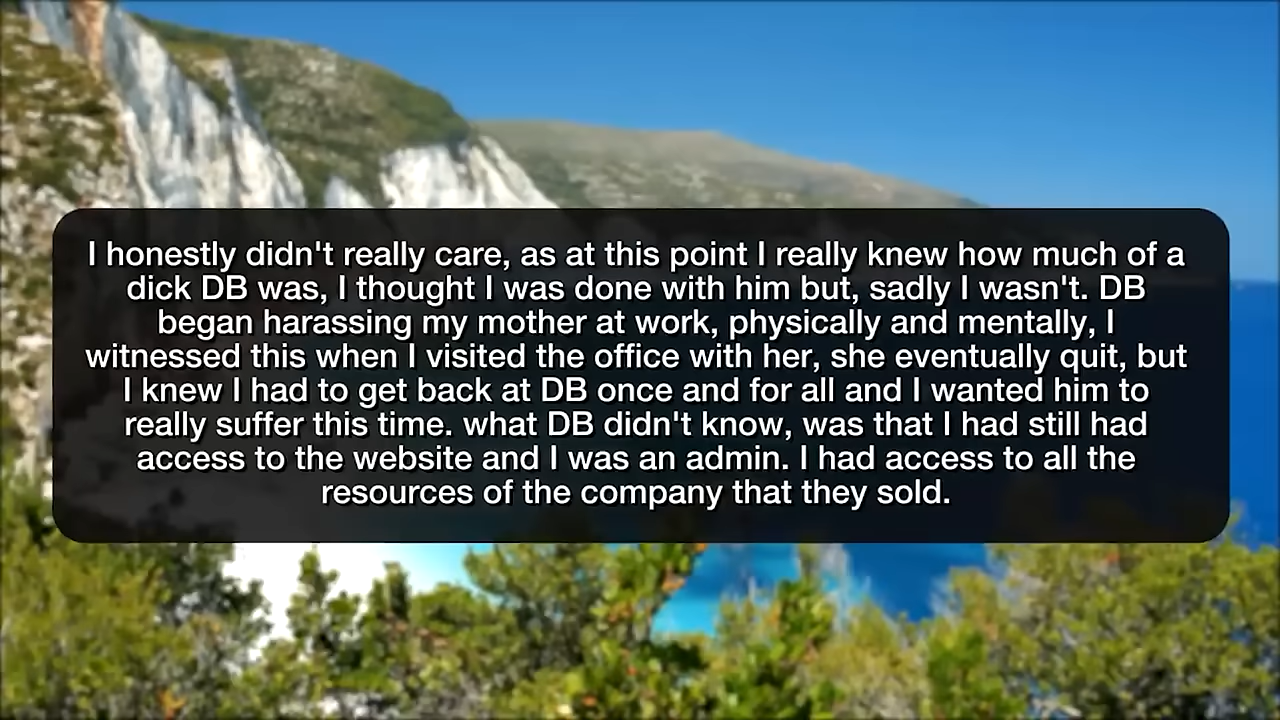 I honestly didn't really care, as at this point I really knew how much of a
dick DB was, I thought I was done with him but, sadly I wasn't. DB
began harassing my mother at work, physically and mentally, I
witnessed this when I visited the office with her, she eventually quit, but
I knew I had to get back at DB once and for all and I wanted him to
really suffer this time. what DB didn't know, was that I had still had
access to the website and I was an admin. I had access to all the
resources of the company that they sold.